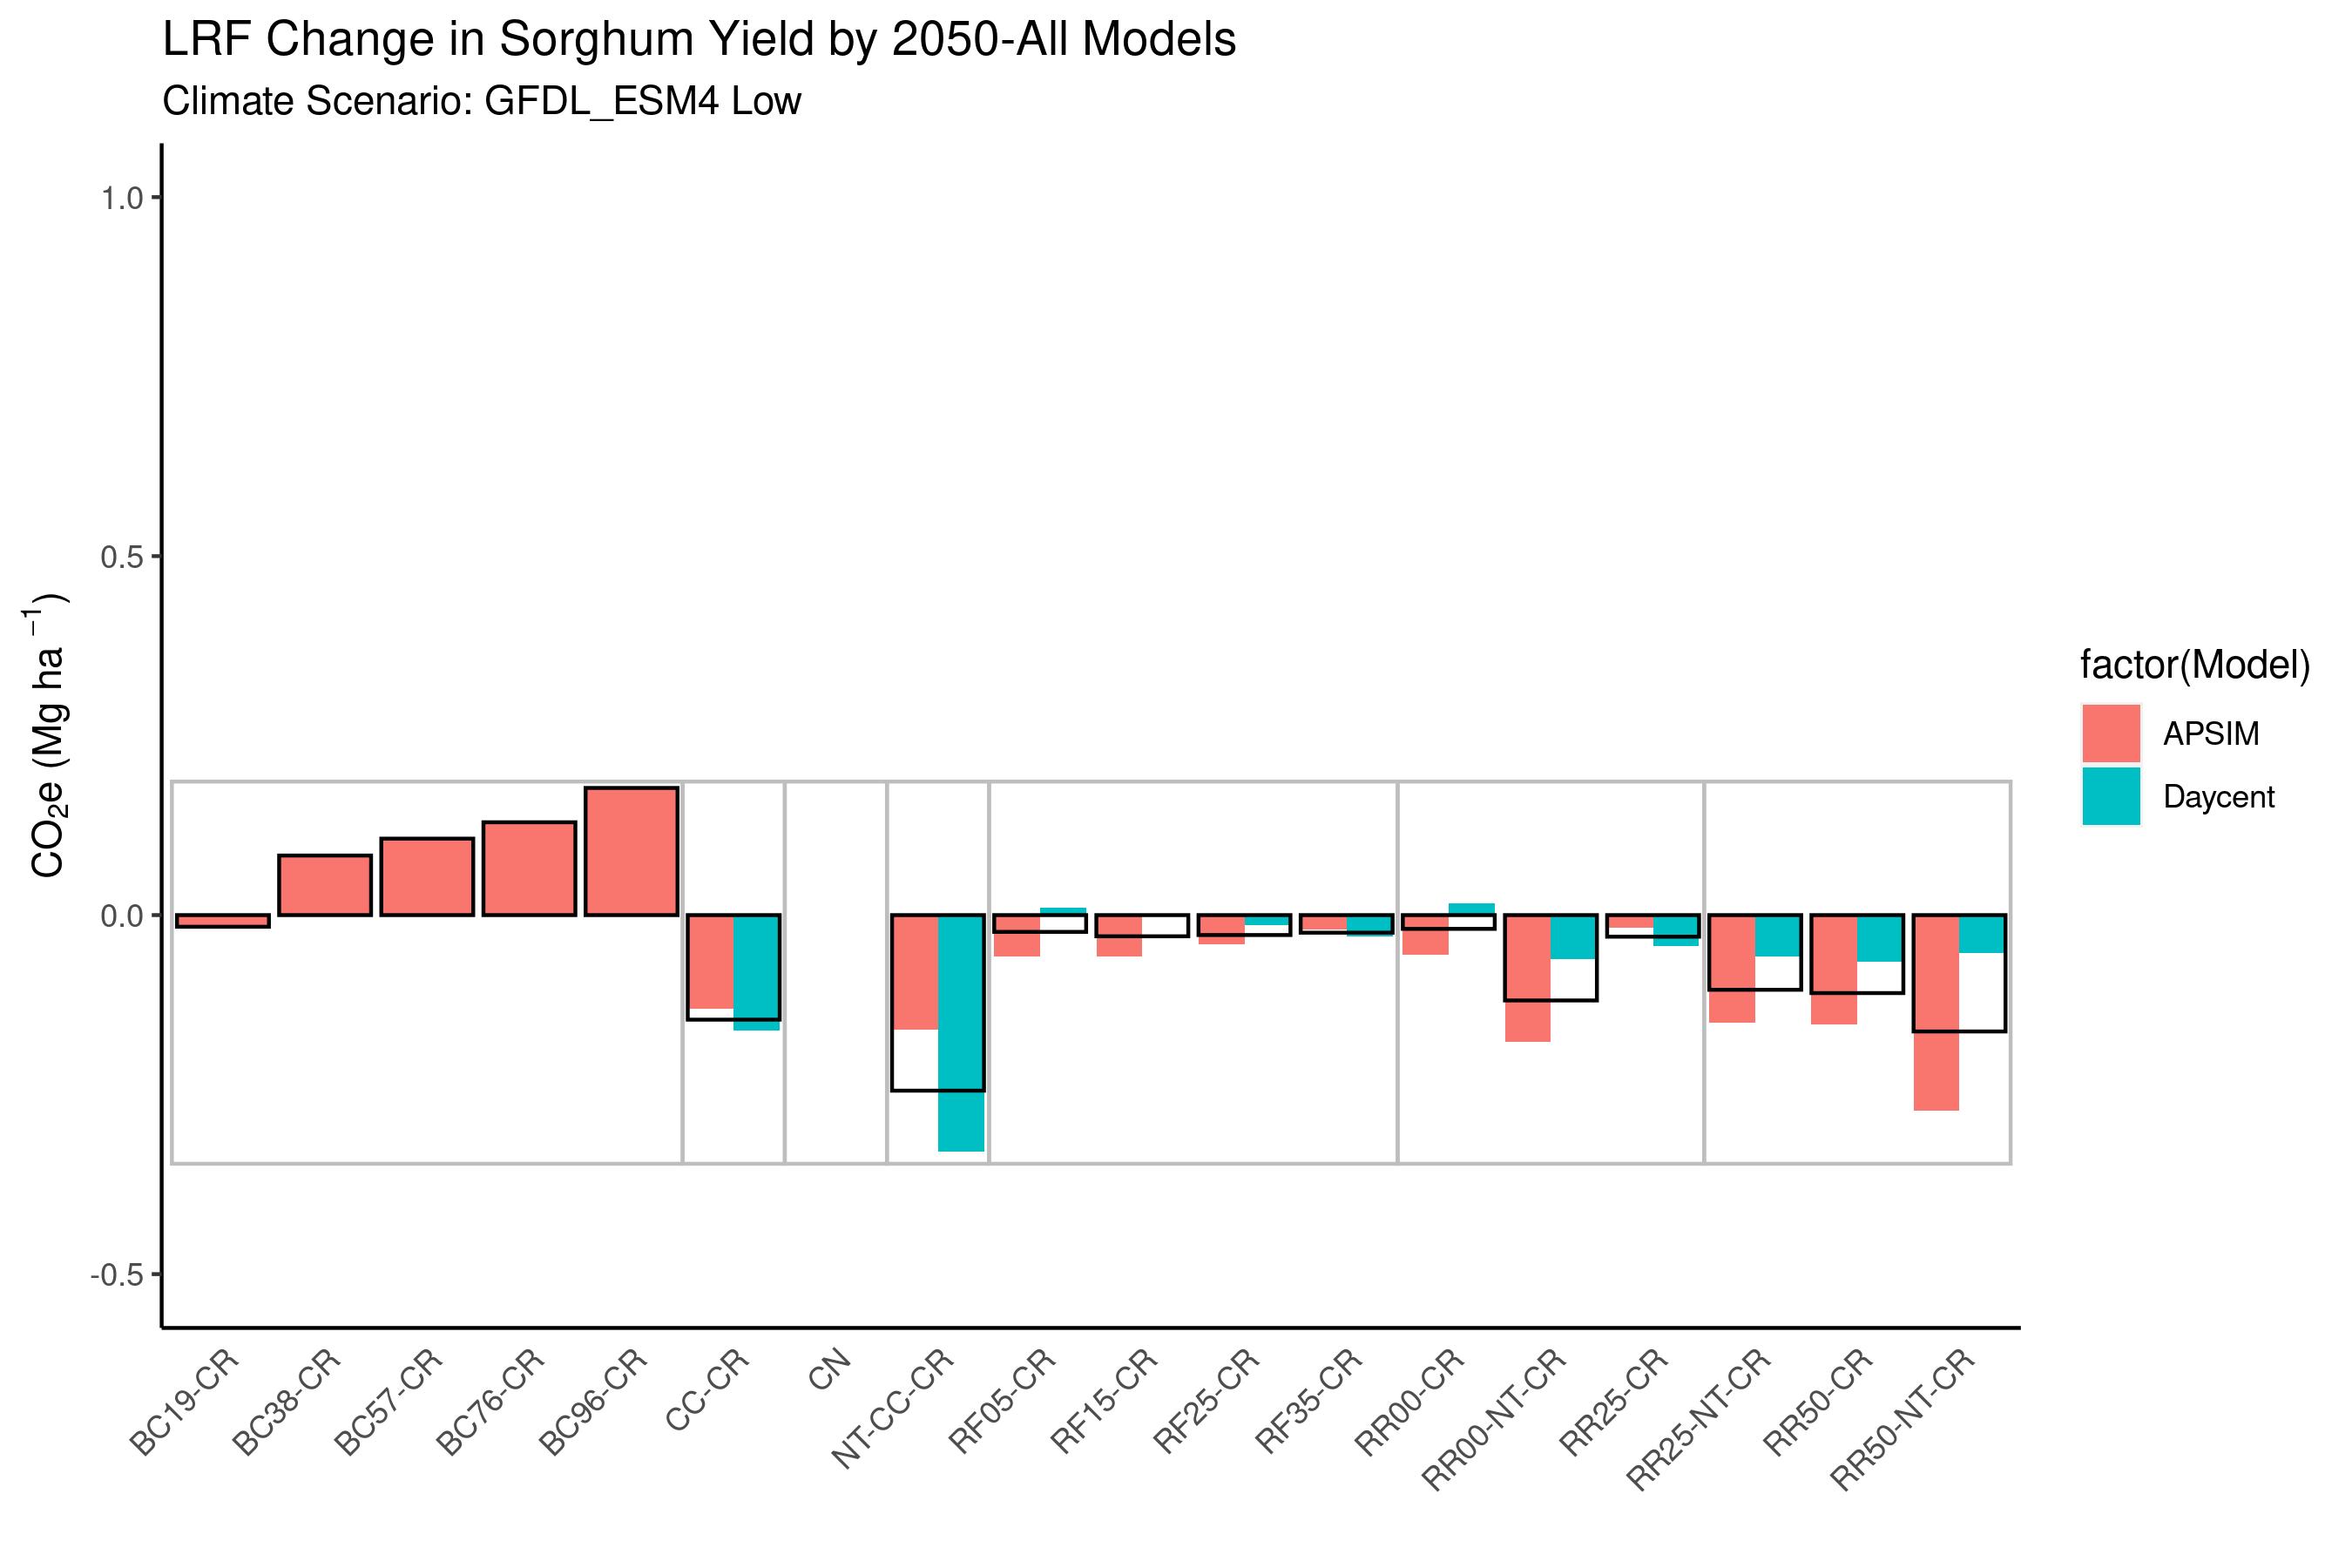 LRF Change in Sorghum Yield by 2050-All Models
Climate Scenario: GFDL_ESM4 Low
CO₂e (Mg ha ⁻¹)
1.0
0.5
0.0
-0.5
BC19-CR
BC38-CR
BC57-CR
BC76-CR
BC96-CR
CC-CR
CN
NT-CC-CR
RF05-CR
RF15-CR
RF25-CR
RF35-CR
RR00-CR
RR00-NT-CR
RR25-CR
RR25-NT-CR
RR50-CR
RR50-NT-CR
factor(Model)
APSIM
Daycent